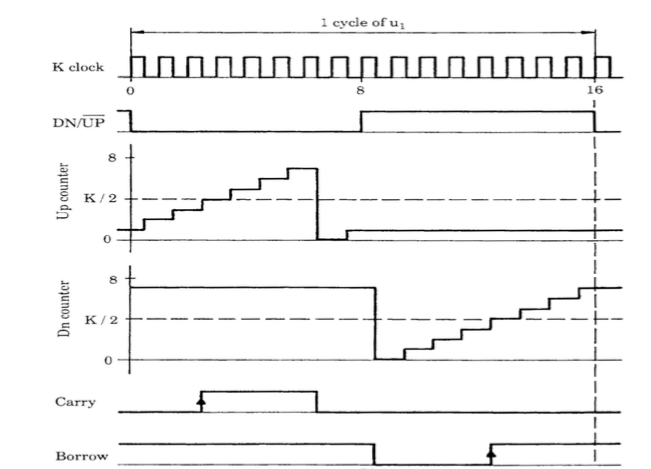 1 cycle of u₁
K clock
0 8 16
DN/U̅P̅
Up counter
8
K / 2
0
Dn counter
8
K / 2
0
Carry
Borrow